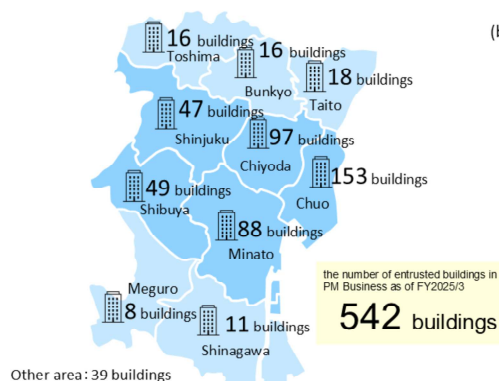 (b
16 buildings
Toshima
16 buildings
Bunkyo
18 buildings
Taito
47 buildings
Shinjuku
97 buildings
Chiyoda
153 buildings
Chuo
49 buildings
Shibuya
88 buildings
Minato
Meguro
8 buildings
11 buildings
Shinagawa
the number of entrusted buildings in
PM Business as of FY2025/3
542 buildings
Other area：39 buildings